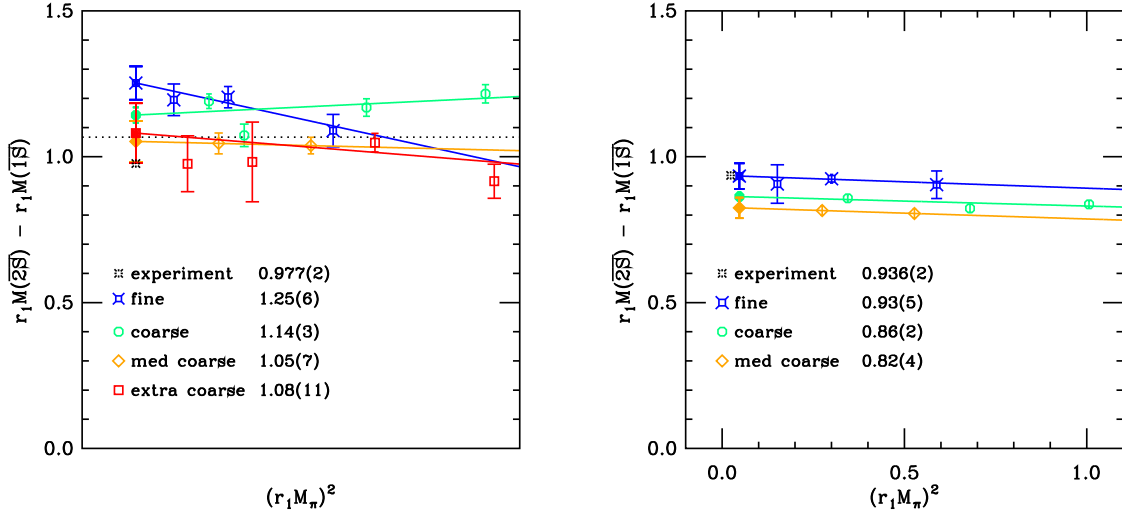 1.5
1.0
0.5
0.0
r₁M(2S̅) − r₁M(1S̅)
experiment 0.977(2)
fine 1.25(6)
coarse 1.14(3)
med coarse 1.05(7)
extra coarse 1.08(11)
(r₁Mπ)²
1.5
1.0
0.5
0.0
r₁M(2S̅) − r₁M(1S̅)
experiment 0.936(2)
fine 0.93(5)
coarse 0.86(2)
med coarse 0.82(4)
0.0 0.5 1.0
(r₁Mπ)²